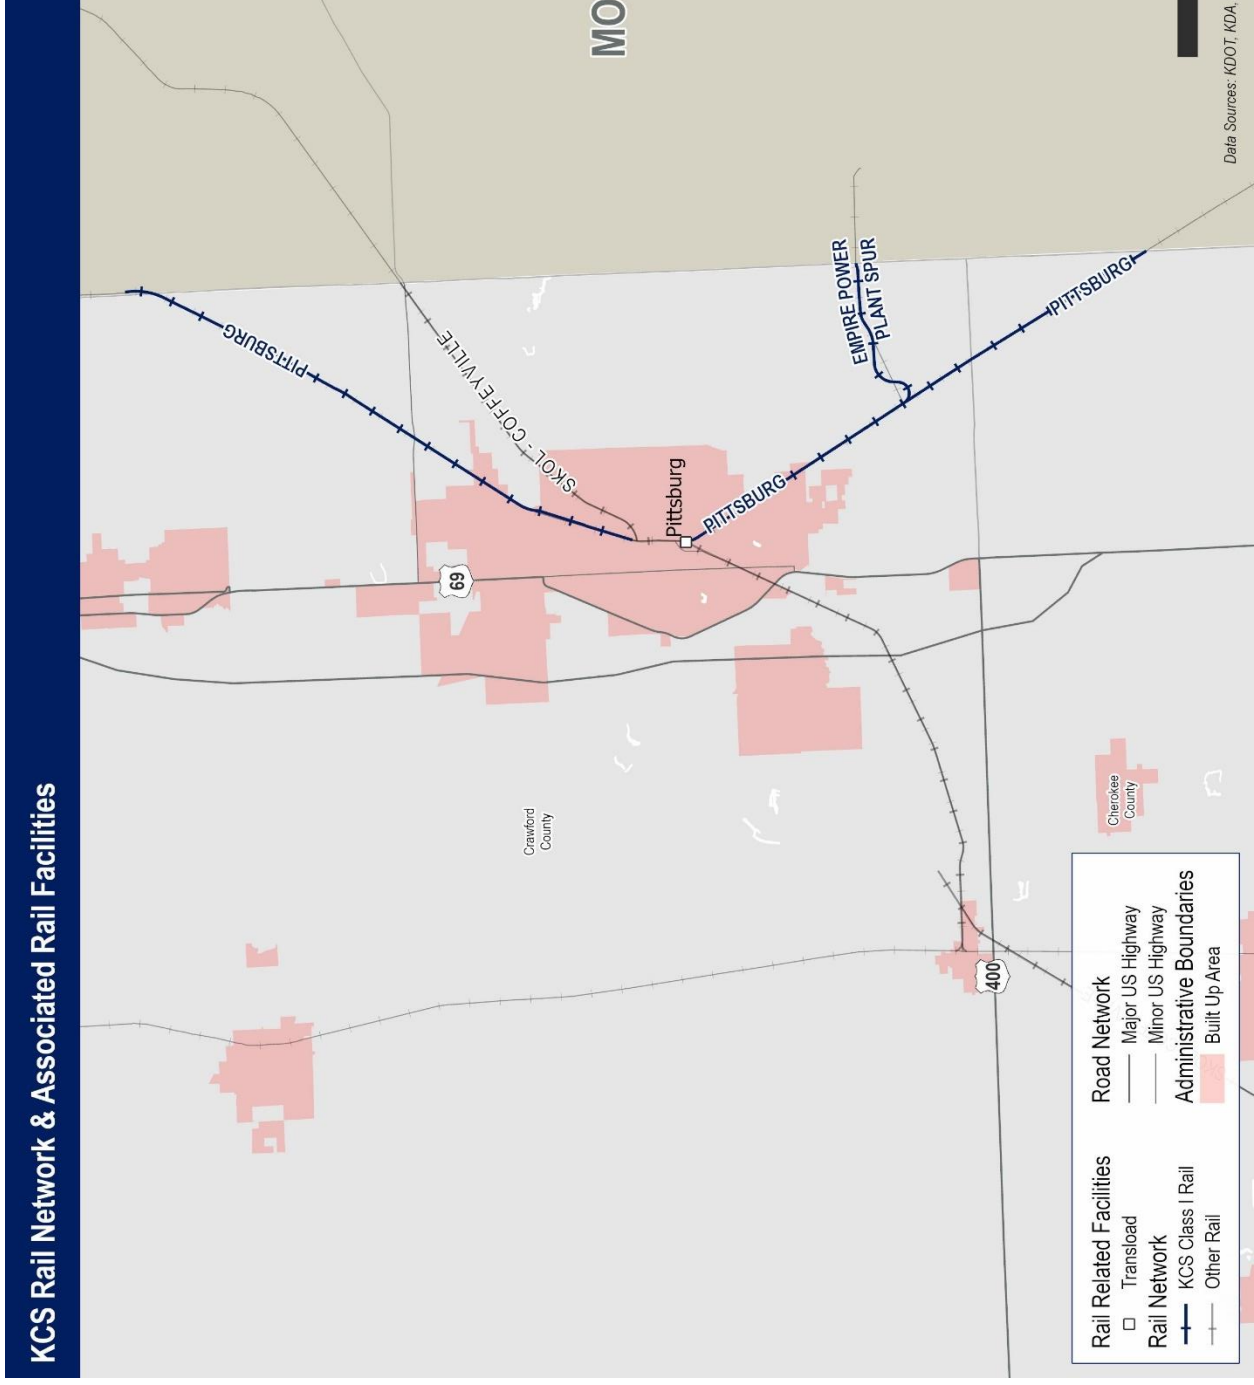 KCS Rail Network & Associated Rail Facilities
MO
PITTSBURG
SKOL - COFFEYVILLE
69
Pittsburg
PITTSBURG
EMPIRE POWER
PLANT SPUR
PITTSBURG
Crawford
County
Cherokee
County
400
Rail Related Facilities
Transload
Rail Network
KCS Class I Rail
Other Rail
Road Network
Major US Highway
Minor US Highway
Administrative Boundaries
Built Up Area
Data Sources: KDOT, KDA,